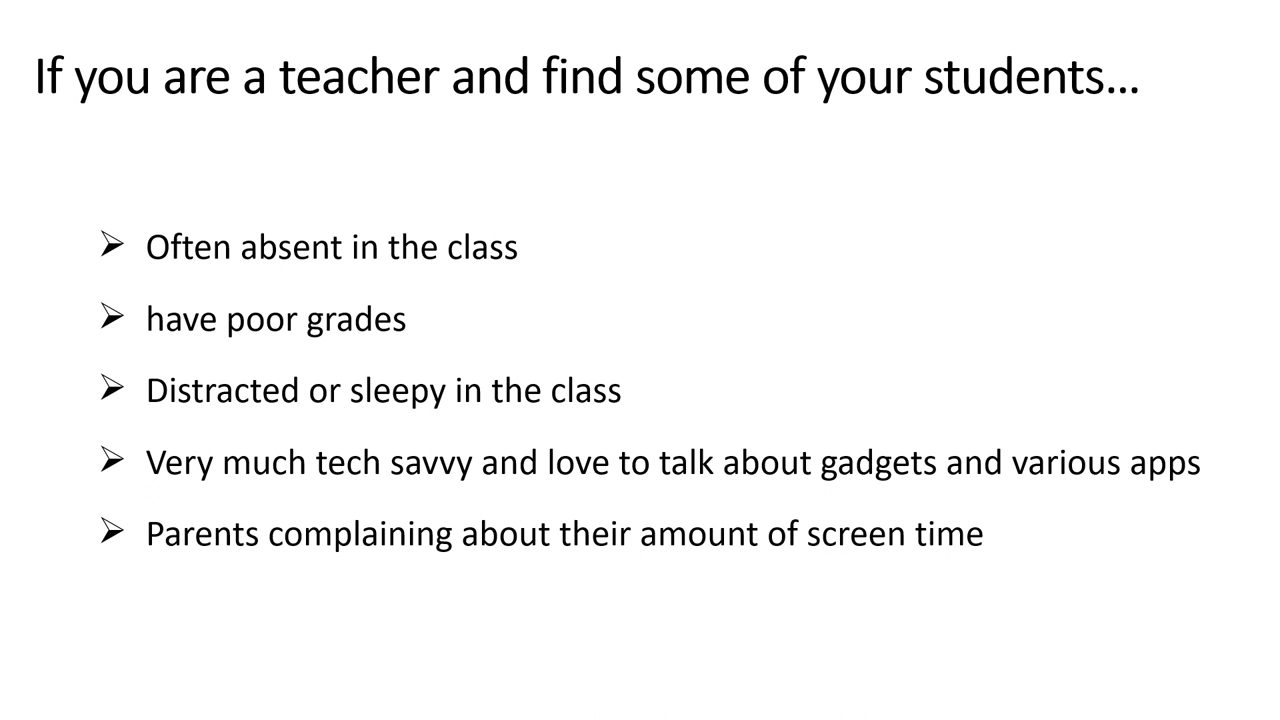 If you are a teacher and find some of your students...
➢ Often absent in the class
➢ have poor grades
➢ Distracted or sleepy in the class
➢ Very much tech savvy and love to talk about gadgets and various apps
➢ Parents complaining about their amount of screen time